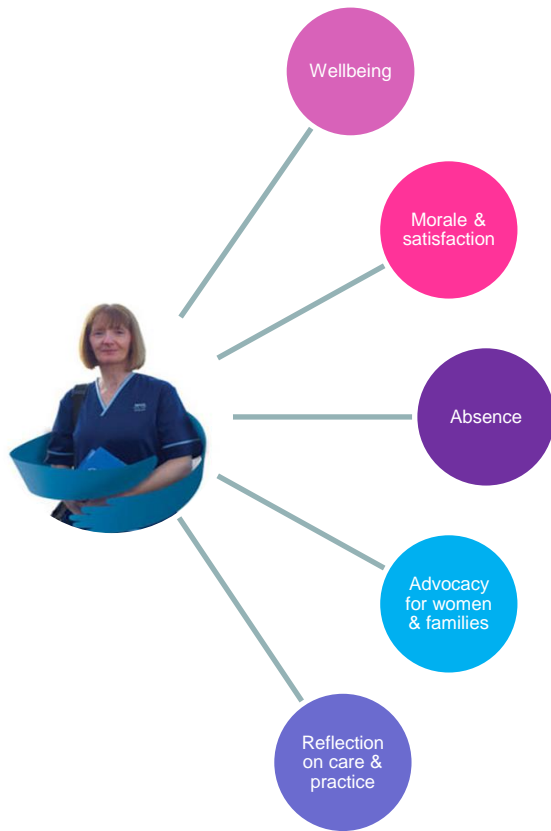 Wellbeing
Morale &
satisfaction
Absence
Advocacy
for women
& families
Reflection
on care &
practice